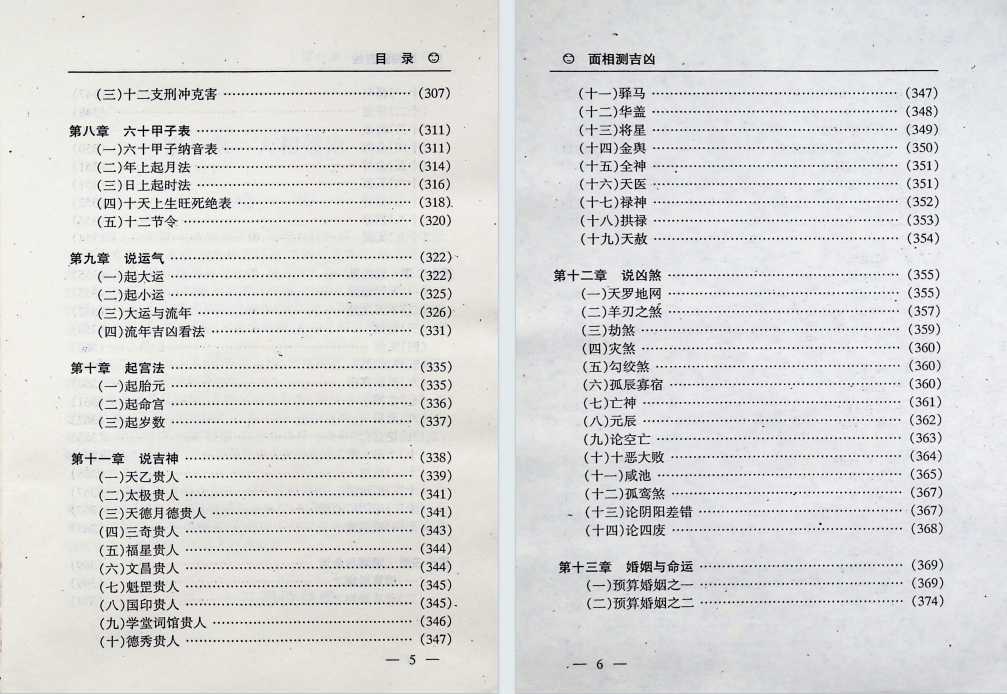 目 录
(三)十二支刑冲克害 ……………………… (307)
第八章 六十甲子表 ……………………… (311)
(一)六十甲子纳音表 ……………………… (311)
(二)年上起月法 ……………………… (314)
(三)日上起时法 ……………………… (316)
(四)十天上生旺死绝表 ……………………… (318)
(五)十二节令 ……………………… (320)
第九章 说运气 ……………………… (322)
(一)起大运 ……………………… (322)
(二)起小运 ……………………… (325)
(三)大运与流年 ……………………… (326)
(四)流年吉凶看法 ……………………… (331)
第十章 起宫法 ……………………… (335)
(一)起胎元 ……………………… (335)
(二)起命宫 ……………………… (336)
(三)起岁数 ……………………… (337)
第十一章 说吉神 ……………………… (338)
(一)天乙贵人 ……………………… (339)
(二)太极贵人 ……………………… (341)
(三)天德月德贵人 ……………………… (341)
(四)三奇贵人 ……………………… (343)
(五)福星贵人 ……………………… (344)
(六)文昌贵人 ……………………… (344)
(七)魁罡贵人 ……………………… (345)
(八)国印贵人 ……………………… (345)
(九)学堂词馆贵人 ……………………… (346)
(十)德秀贵人 ……………………… (347)
— 5 —
面相测吉凶
(十一)驿马 ……………………… (347)
(十二)华盖 ……………………… (348)
(十三)将星 ……………………… (349)
(十四)金舆 ……………………… (350)
(十五)全神 ……………………… (351)
(十六)天医 ……………………… (351)
(十七)禄神 ……………………… (352)
(十八)拱禄 ……………………… (353)
(十九)天赦 ……………………… (354)
第十二章 说凶煞 ……………………… (355)
(一)天罗地网 ……………………… (355)
(二)羊刃之煞 ……………………… (357)
(三)劫煞 ……………………… (359)
(四)灾煞 ……………………… (360)
(五)勾绞煞 ……………………… (360)
(六)孤辰寡宿 ……………………… (360)
(七)亡神 ……………………… (361)
(八)元辰 ……………………… (362)
(九)论空亡 ……………………… (363)
(十)十恶大败 ……………………… (364)
(十一)咸池 ……………………… (365)
(十二)孤鸾煞 ……………………… (367)
(十三)论阴阳差错 ……………………… (367)
(十四)论四废 ……………………… (368)
第十三章 婚姻与命运 ……………………… (369)
(一)预算婚姻之一 ……………………… (369)
(二)预算婚姻之二 ……………………… (374)
— 6 —